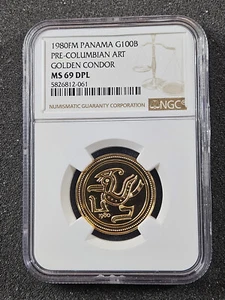 1980FM PANAMA G100B
PRE-COLUMBIAN ART
GOLDEN CONDOR
MS 69 DPL
5826812-061
NUMISMATIC GUARANTY CORPORATION
NGC
1980